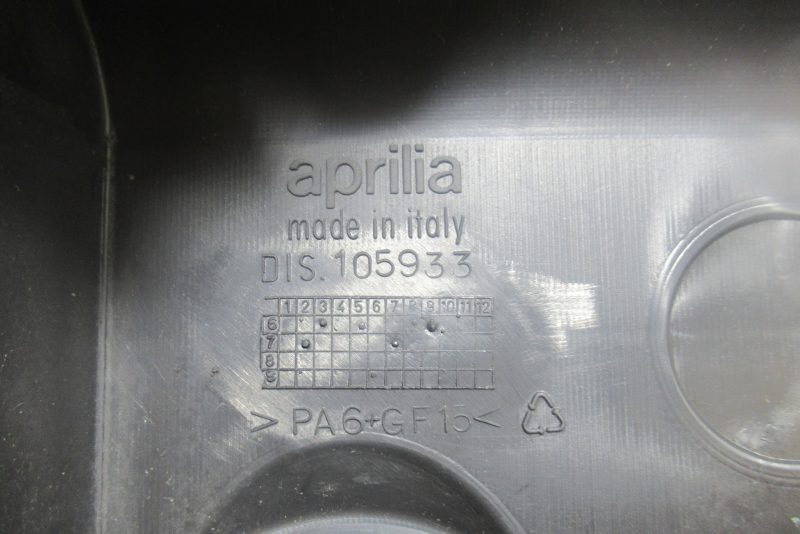 aprilia
made in italy
DIS. 105933
1 2 3 4 5 6 7 8 9 10 11 12
6
7
8
9
>PA6+GF15<